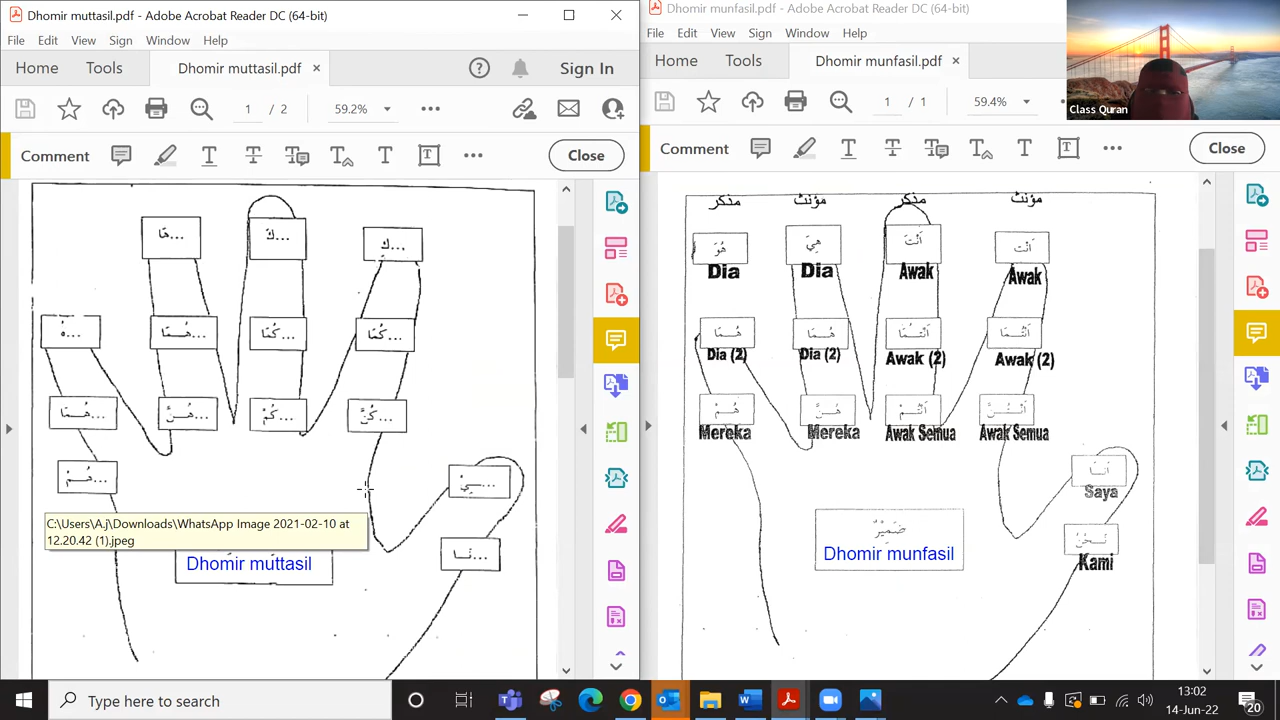 Dhomir muttasil.pdf - Adobe Acrobat Reader DC (64-bit)
File Edit View Sign Window Help
Home Tools Dhomir muttasil.pdf × Sign In
1 / 2 59.2%
Comment Close
...هَا ...كَ ...كِ
...هُ ...هُمَا ...كُمَا ...كُمَا
...هُمَا ...هُنَّ ...كُمْ ...كُنَّ
...هُمْ ...يْ
C:\Users\A.j\Downloads\WhatsApp Image 2021-02-10 at
12.20.42 (1).jpeg
Dhomir muttasil
...نَا
Dhomir munfasil.pdf - Adobe Acrobat Reader DC (64-bit)
File Edit View Sign Window Help
Home Tools Dhomir munfasil.pdf ×
Class Quran
1 / 1 59.4%
Comment Close
مذكر مؤنث مذكر مؤنث
هُوَ هِيَ أَنْتَ أَنْتِ
Dia Dia Awak Awak
هُمَا هُمَا أَنْتُمَا أَنْتُمَا
Dia (2) Dia (2) Awak (2) Awak (2)
هُمْ هُنَّ أَنْتُمْ أَنْتُنَّ
Mereka Mereka Awak Semua Awak Semua
أَنَا
Saya
ضَمِيْرٌ
Dhomir munfasil
نَحْنُ
Kami
Type here to search
13:02
14-Jun-22
20